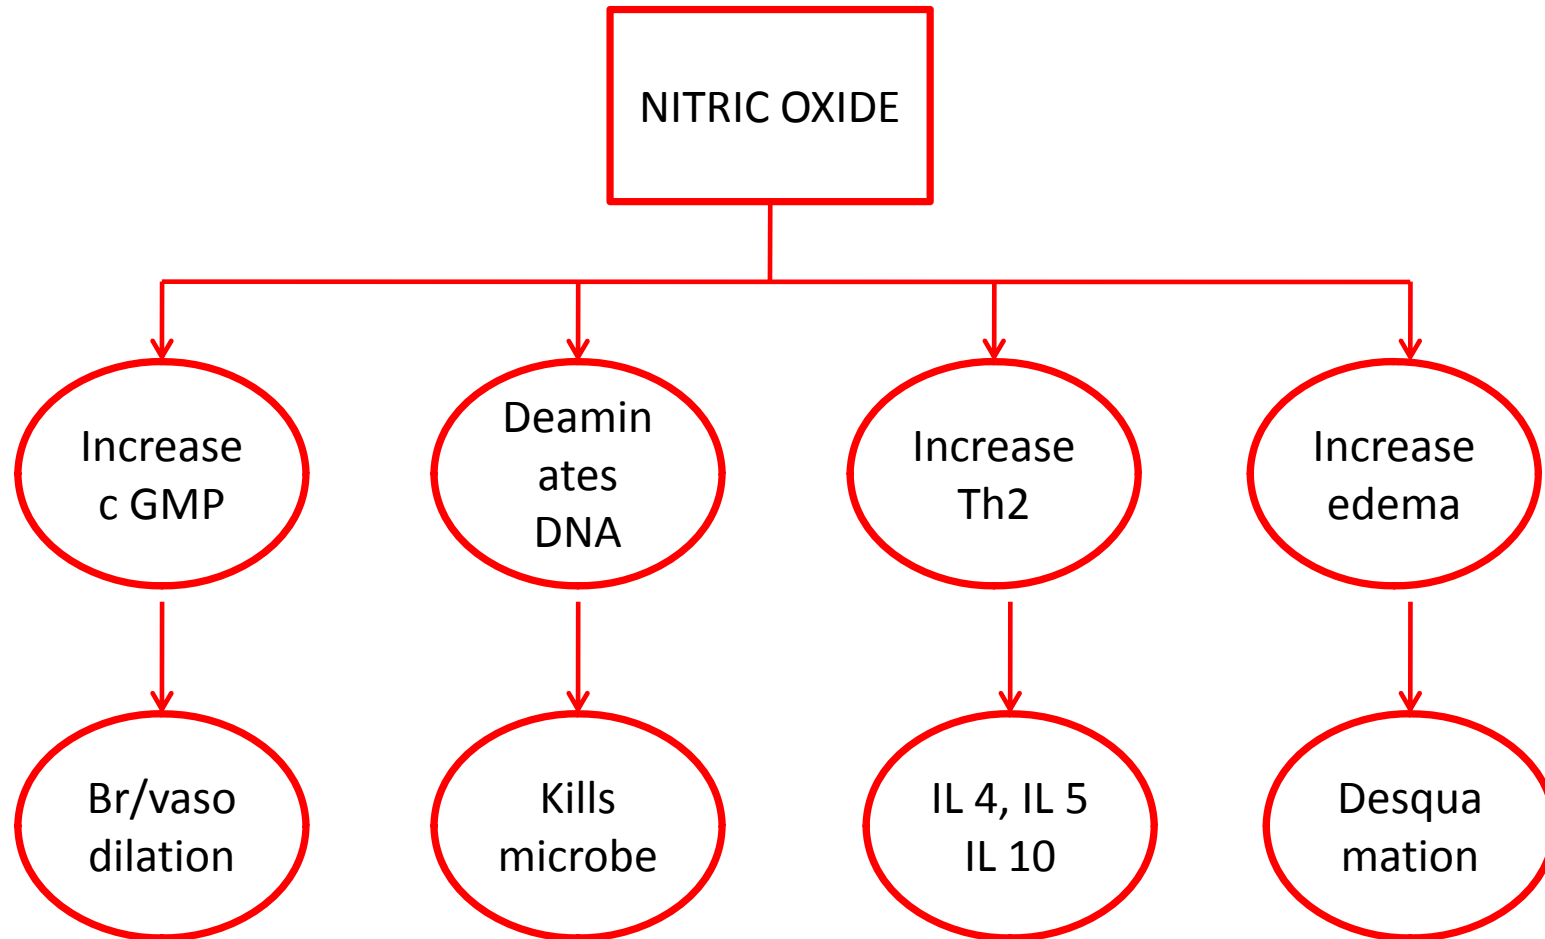 NITRIC OXIDE
Increase
c GMP
Deamin
ates
DNA
Increase
Th2
Increase
edema
Br/vaso
dilation
Kills
microbe
IL 4, IL 5
IL 10
Desqua
mation